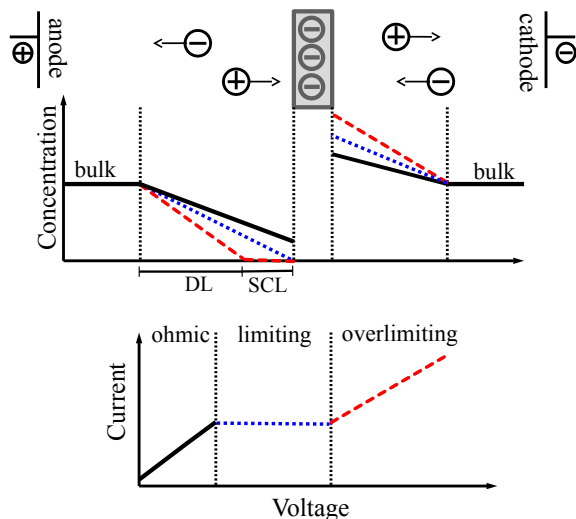 anode
cathode
Concentration
bulk
bulk
DL
SCL
ohmic
limiting
overlimiting
Current
Voltage